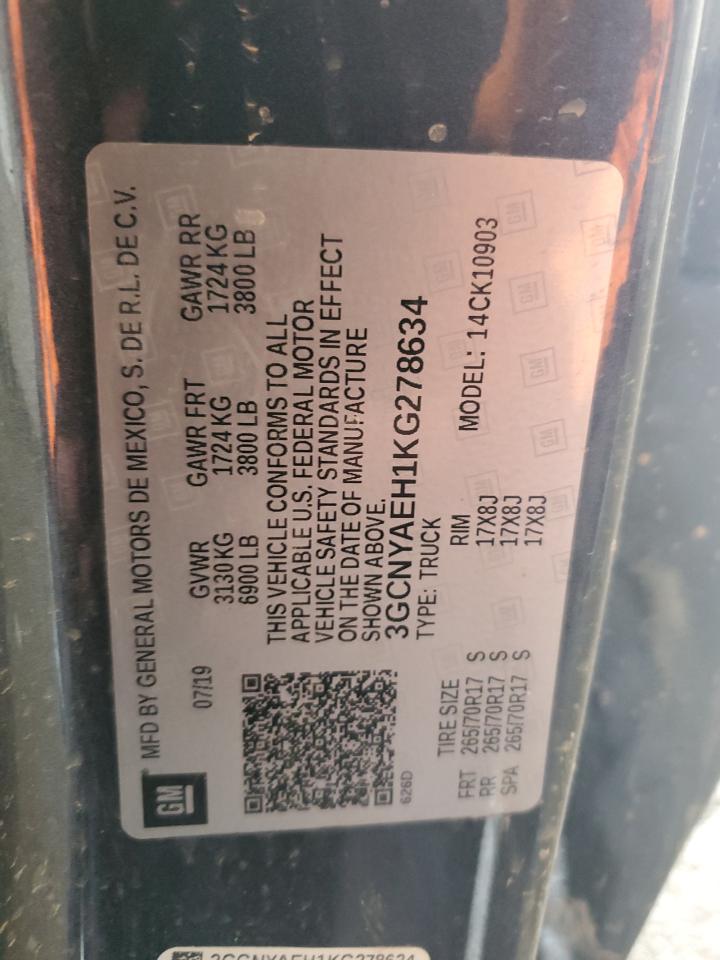 GM
MFD BY GENERAL MOTORS DE MEXICO, S. DE R.L. DE C.V.
07/19
GVWR GAWR FRT GAWR RR
3130 KG 1724 KG 1724 KG
6900 LB 3800 LB 3800 LB
THIS VEHICLE CONFORMS TO ALL
APPLICABLE U.S. FEDERAL MOTOR
VEHICLE SAFETY STANDARDS IN EFFECT
ON THE DATE OF MANUFACTURE
SHOWN ABOVE.
3GCNYAEH1KG278634
626D
TYPE: TRUCK
TIRE SIZE RIM MODEL: 14CK10903
FRT 265/70R17 S 17X8J
RR 265/70R17 S 17X8J
SPA 265/70R17 S 17X8J
3GCNYAEH1KG278634